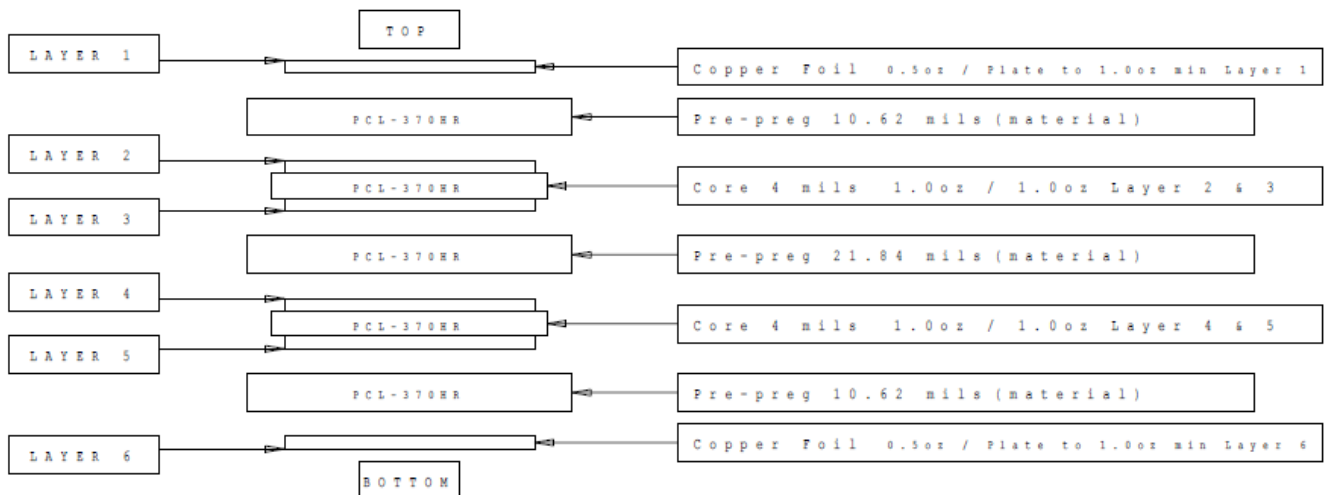 TOP
LAYER 1
Copper Foil 0.5oz / Plate to 1.0oz min Layer 1
PCL-370HR
Pre-preg 10.62 mils (material)
LAYER 2
PCL-370HR
Core 4 mils 1.0oz / 1.0oz Layer 2 & 3
LAYER 3
PCL-370HR
Pre-preg 21.84 mils (material)
LAYER 4
PCL-370HR
Core 4 mils 1.0oz / 1.0oz Layer 4 & 5
LAYER 5
PCL-370HR
Pre-preg 10.62 mils (material)
LAYER 6
Copper Foil 0.5oz / Plate to 1.0oz min Layer 6
BOTTOM